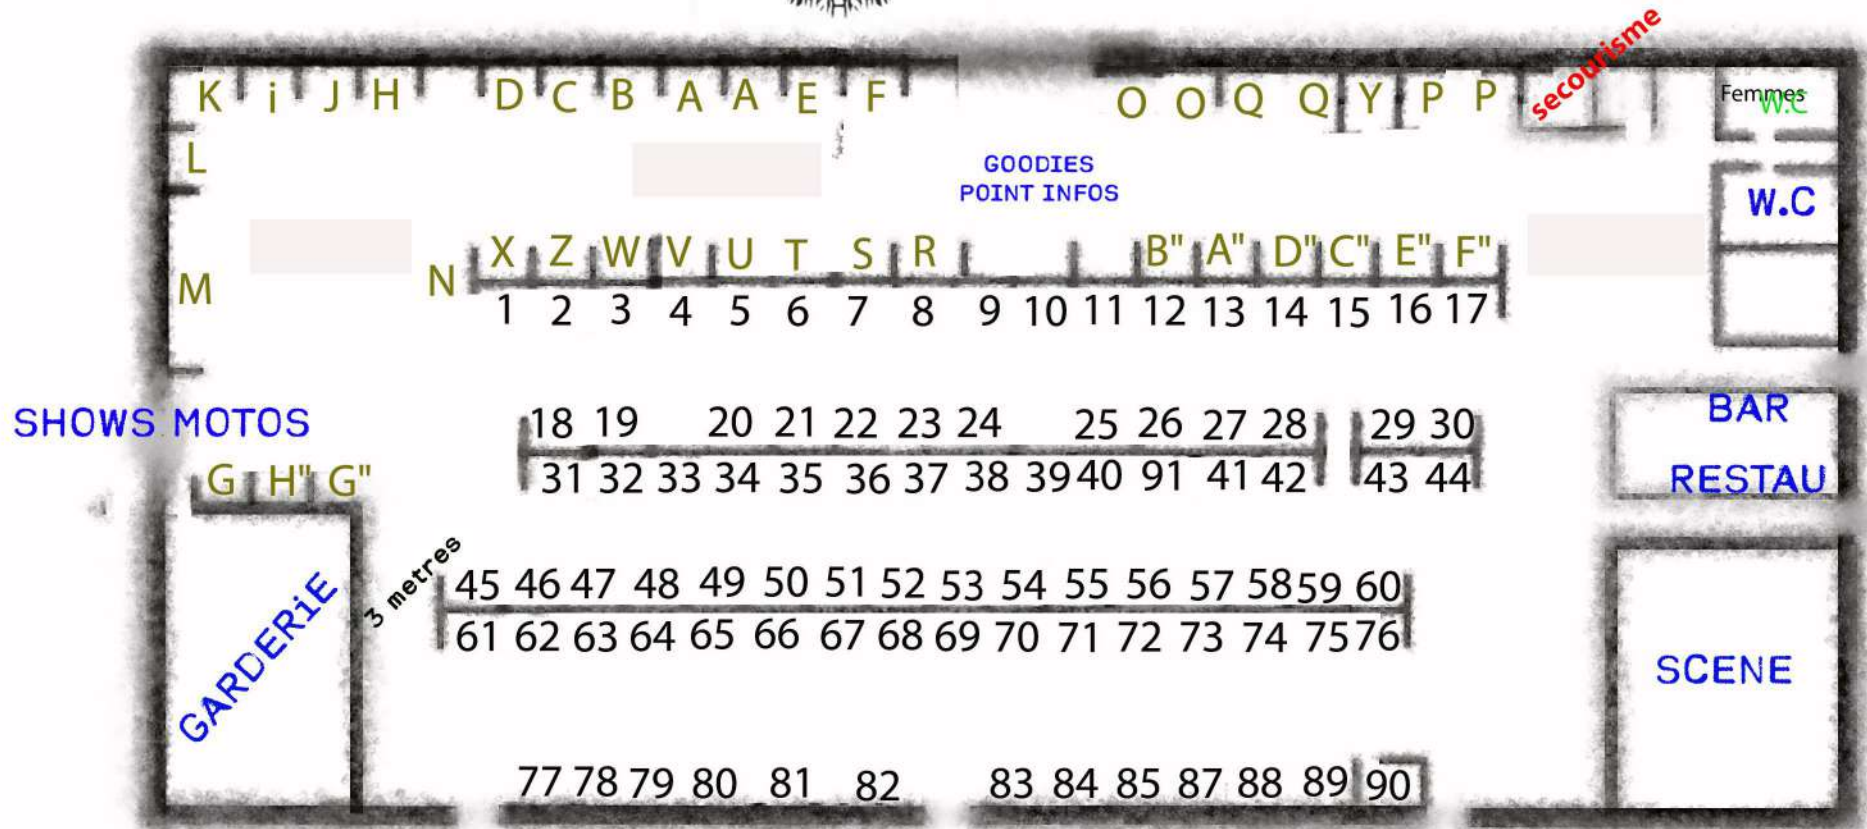 secourisme
K i J H D C B A A E F O O Q Q Y P P
Femmes
W.C
L
GOODIES
POINT INFOS
W.C
X Z W V U T S R B" A" D" C" E" F"
M N
1 2 3 4 5 6 7 8 9 10 11 12 13 14 15 16 17
SHOWS MOTOS
18 19 20 21 22 23 24 25 26 27 28 29 30
BAR
G H" G"
31 32 33 34 35 36 37 38 39 40 91 41 42 43 44
RESTAU
3 metres
45 46 47 48 49 50 51 52 53 54 55 56 57 58 59 60
61 62 63 64 65 66 67 68 69 70 71 72 73 74 75 76
GARDERiE
SCENE
77 78 79 80 81 82 83 84 85 87 88 89 90